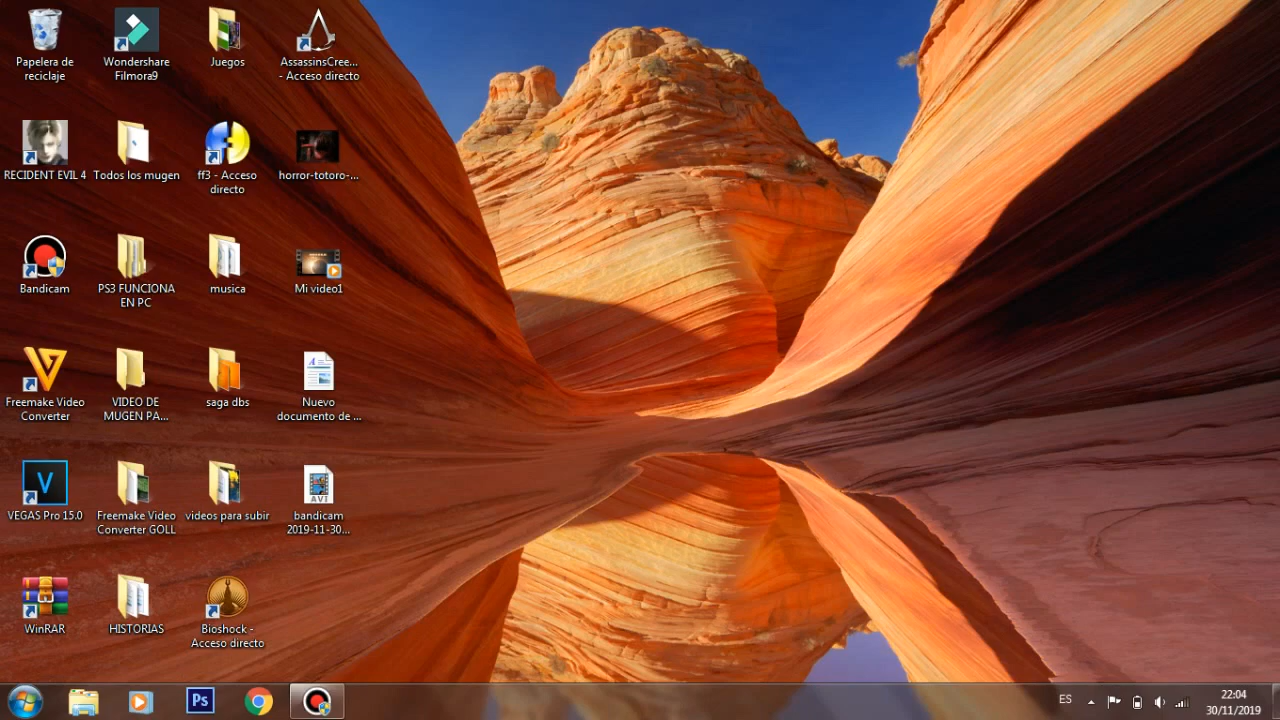 Papelera de
reciclaje
Wondershare
Filmora9
Juegos
AssassinsCree...
- Acceso directo
RECIDENT EVIL 4
Todos los mugen
ff3 - Acceso
directo
horror-totoro-...
Bandicam
PS3 FUNCIONA
EN PC
musica
Mi video1
Freemake Video
Converter
VIDEO DE
MUGEN PA...
saga dbs
Nuevo
documento de ...
V
VEGAS Pro 15.0
Freemake Video
Converter GOLL
videos para subir
AVI
bandicam
2019-11-30...
WinRAR
HISTORIAS
Bioshock -
Acceso directo
Ps
ES
22:04
30/11/2019